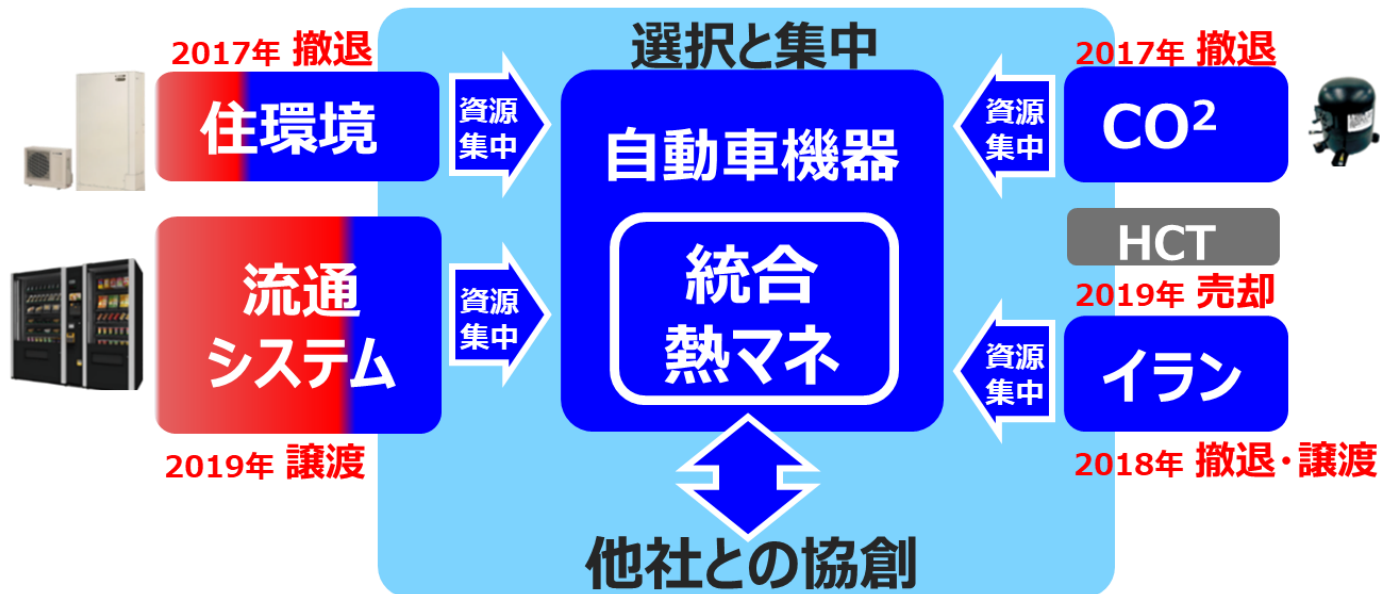 選択と集中
2017年 撤退
住環境
資源
集中
流通
システム
資源
集中
2019年 譲渡
自動車機器
統合
熱マネ
2017年 撤退
CO²
資源
集中
HCT
2019年 売却
イラン
資源
集中
2018年 撤退・譲渡
他社との協創